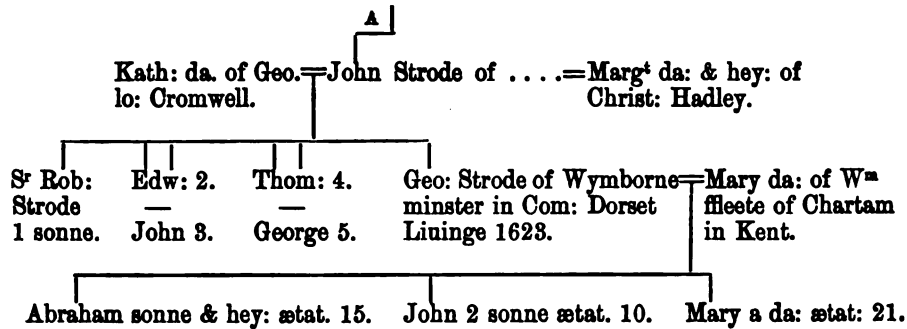 A
Kath: da. of Geo.=John Strode of . . . .=Margt da: & hey: of
lo: Cromwell. Christ: Hadley.
Sr Rob: Edw: 2. Thom: 4. Geo: Strode of Wymborne=Mary da: of Wm
Strode — — minster in Com: Dorset ffleete of Chartam
1 sonne. John 3. George 5. Liuinge 1623. in Kent.
Abraham sonne & hey: ætat. 15. John 2 sonne ætat. 10. Mary a da: ætat: 21.